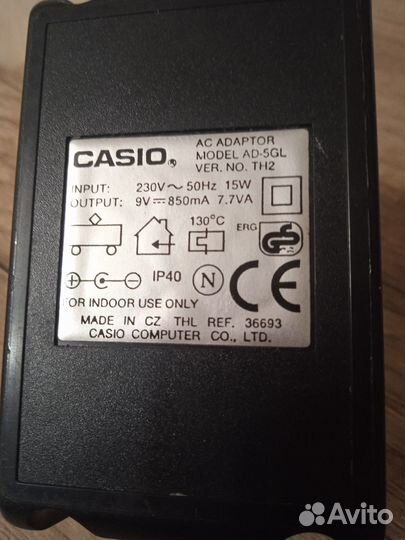 AC ADAPTOR
CASIO®
MODEL AD-5GL
VER. NO. TH2
INPUT: 230V ~ 50Hz 15W
OUTPUT: 9V ⎓ 850mA 7.7VA
130°C
ERG
IP40 N CE
FOR INDOOR USE ONLY
MADE IN CZ THL REF. 36693
CASIO COMPUTER CO., LTD.
Avito